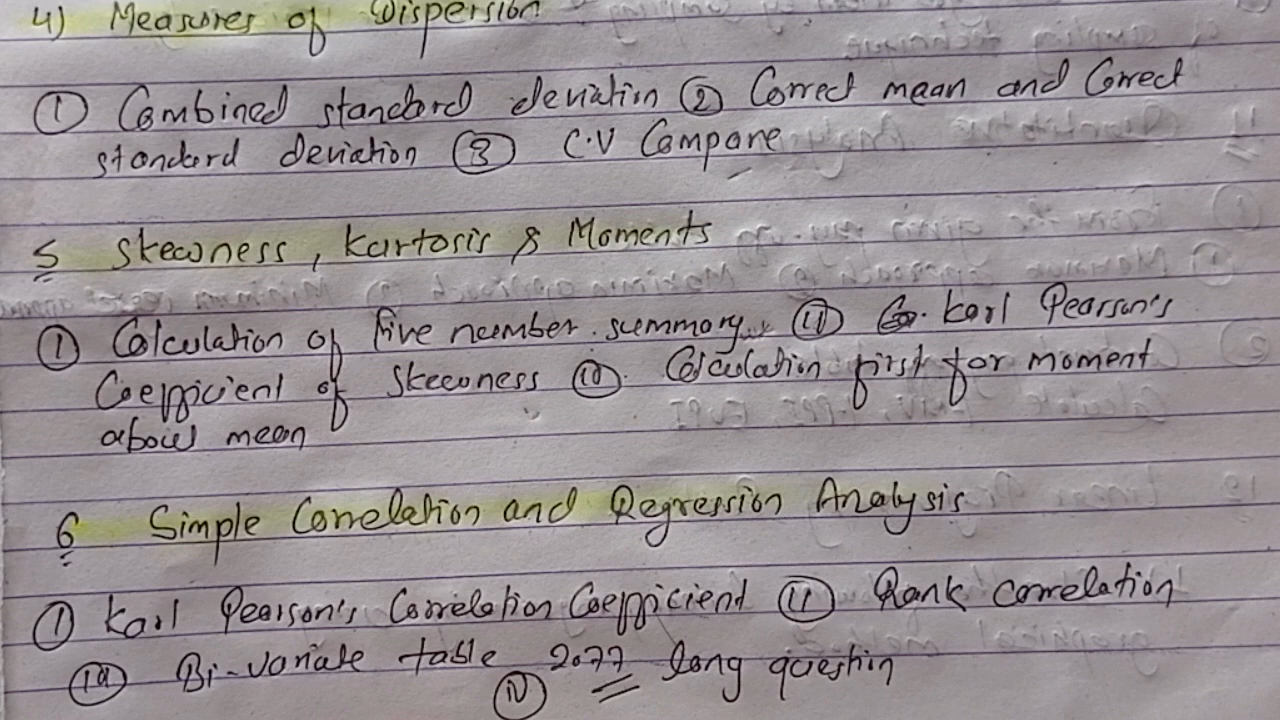 4) Measures of Dispersion
① Combined standard deviation ② Correct mean and Correct
standard deviation ③ C.V Compare
5 Skewness, kurtosis & Moments
① Calculation of five number summary ⑪ Karl Pearson's
Coefficient of Skewness ⑩ Calculation first for moment
about mean
6 Simple Correlation and Regression Analysis
① Karl Pearson's Correlation Coefficient ⑪ Rank correlation
Bi-variate table 2077 long question
Ⓘⓥ